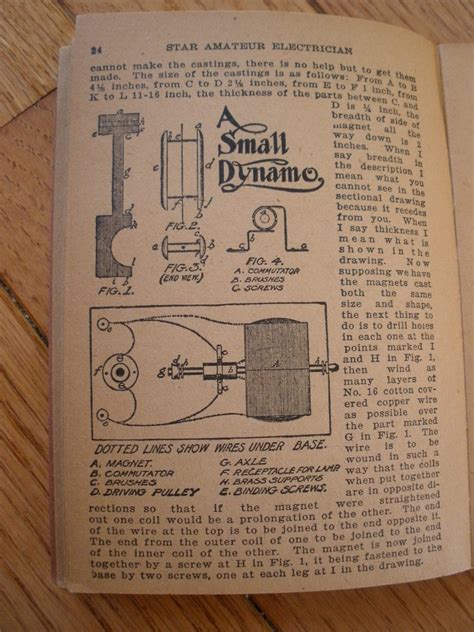 24 STAR AMATEUR ELECTRICIAN
cannot make the castings, there is no help but to get them
made. The size of the castings is as follows: From A to B
4⅛ inches, from C to D 2⅛ inches, from E to F 1 inch, from
K to L 11-16 inch, the thickness of the parts between C. and
D is ¼ inch, the
breadth of side of
magnet all the
way down is 2
inches. When I
say breadth in
the description I
mean what you
cannot see in the
sectional drawing
because it recedes
from you. When
I say thickness I
mean what is
shown in the
drawing. Now
supposing we have
the magnets cast
both the same
size and shape,
the next thing to
do is to drill holes
in each one at the
points marked I
and H in Fig. 1,
then wind as
many layers of
No. 16 cotton cov-
ered copper wire
as possible over
the part marked
G in Fig. 1. The
wire is to be
wound in such a
way that the coils
when put together
are in opposite di-
rections so that if the magnet were straightened
out one coil would be a prolongation of the other. The end
of the wire at the top is to be joined to the end opposite it.
The end from the outer coil of one to be joined to the end
of the inner coil of the other. The magnet is now joined
together by a screw at H in Fig. 1, it being fastened to the
base by two screws, one at each leg at I in the drawing.
A
Small
Dynamo
FIG. 1.
FIG. 2.
FIG. 3.
(END VIEW)
FIG. 4.
A. COMMUTATOR
B. BRUSHES
C. SCREWS
DOTTED LINES SHOW WIRES UNDER BASE.
A. MAGNET.
B. COMMUTATOR
C. BRUSHES
D. DRIVING PULLEY
G. AXLE
F. RECEPTACLE FOR LAMP
H. BRASS SUPPORTS
E. BINDING SCREWS.